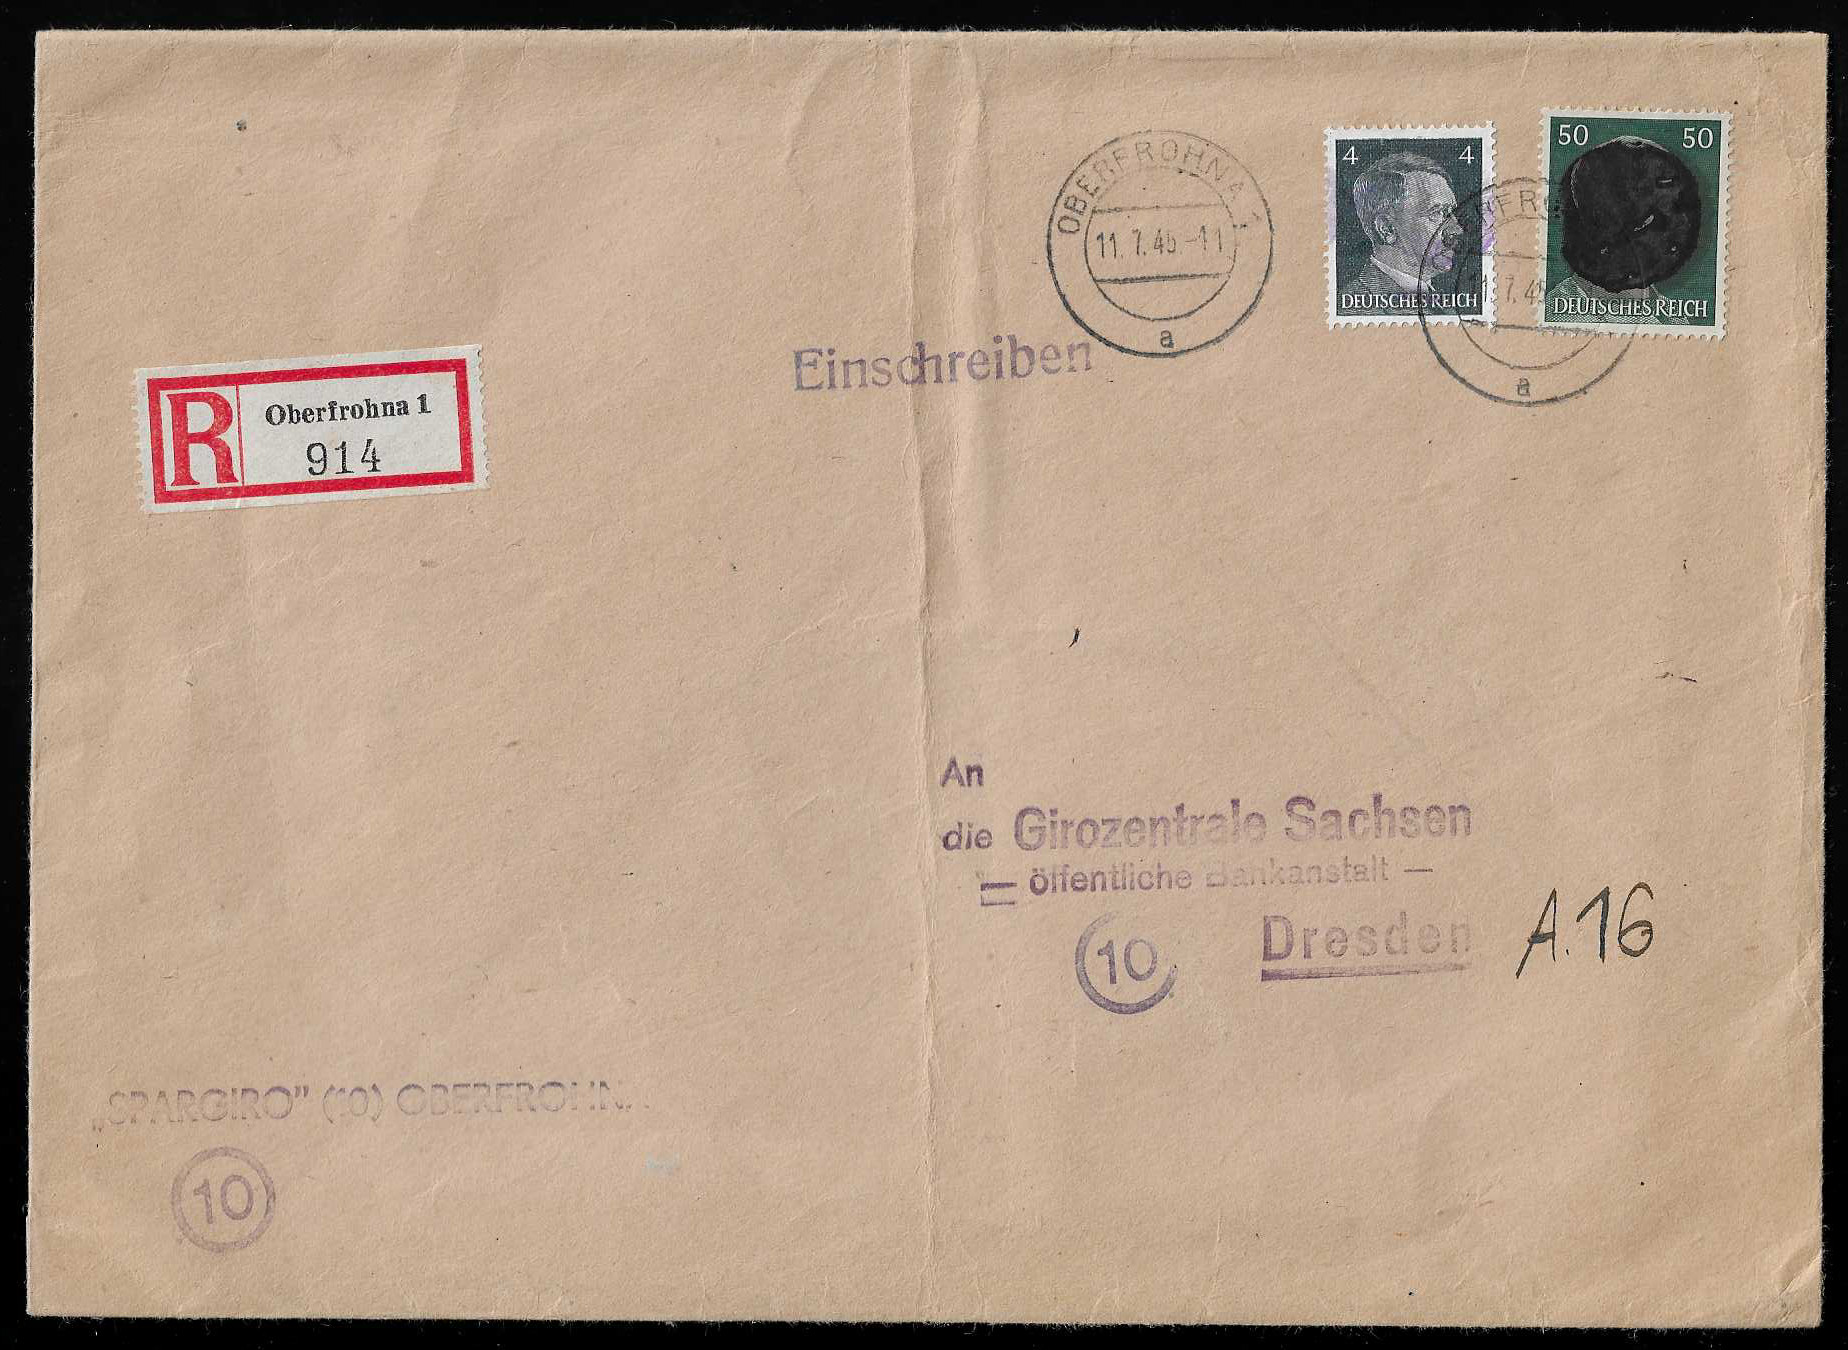 OBERFROHNA 1
11. 7. 45.-11
a
4 4
DEUTSCHES REICH
50 50
DEUTSCHES REICH
a
Einschreiben
R
Oberfrohna 1
914
An
die Girozentrale Sachsen
— öffentliche Bankanstalt —
10
Dresden
A.16
„SPARGIRO” (10) OBERFROHNA
10